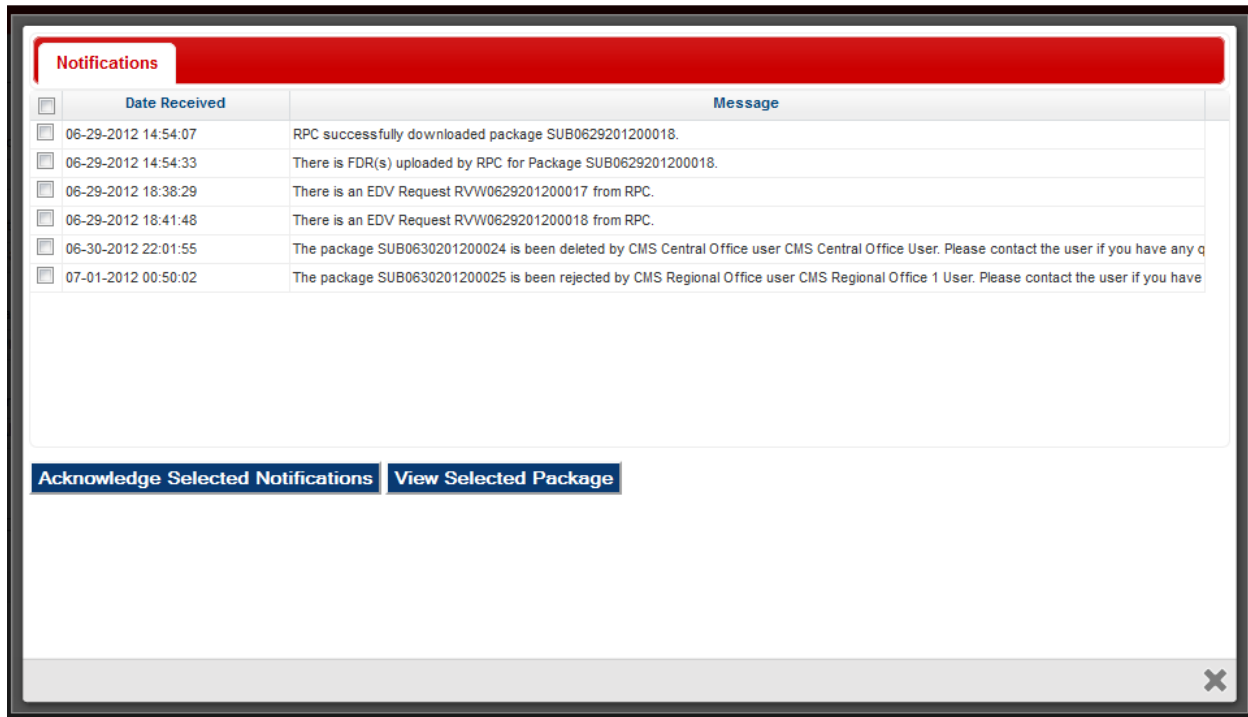 Notifications
Date Received Message
06-29-2012 14:54:07 RPC successfully downloaded package SUB0629201200018.
06-29-2012 14:54:33 There is FDR(s) uploaded by RPC for Package SUB0629201200018.
06-29-2012 18:38:29 There is an EDV Request RVW0629201200017 from RPC.
06-29-2012 18:41:48 There is an EDV Request RVW0629201200018 from RPC.
06-30-2012 22:01:55 The package SUB0630201200024 is been deleted by CMS Central Office user CMS Central Office User. Please contact the user if you have any q
07-01-2012 00:50:02 The package SUB0630201200025 is been rejected by CMS Regional Office user CMS Regional Office 1 User. Please contact the user if you have
Acknowledge Selected Notifications View Selected Package